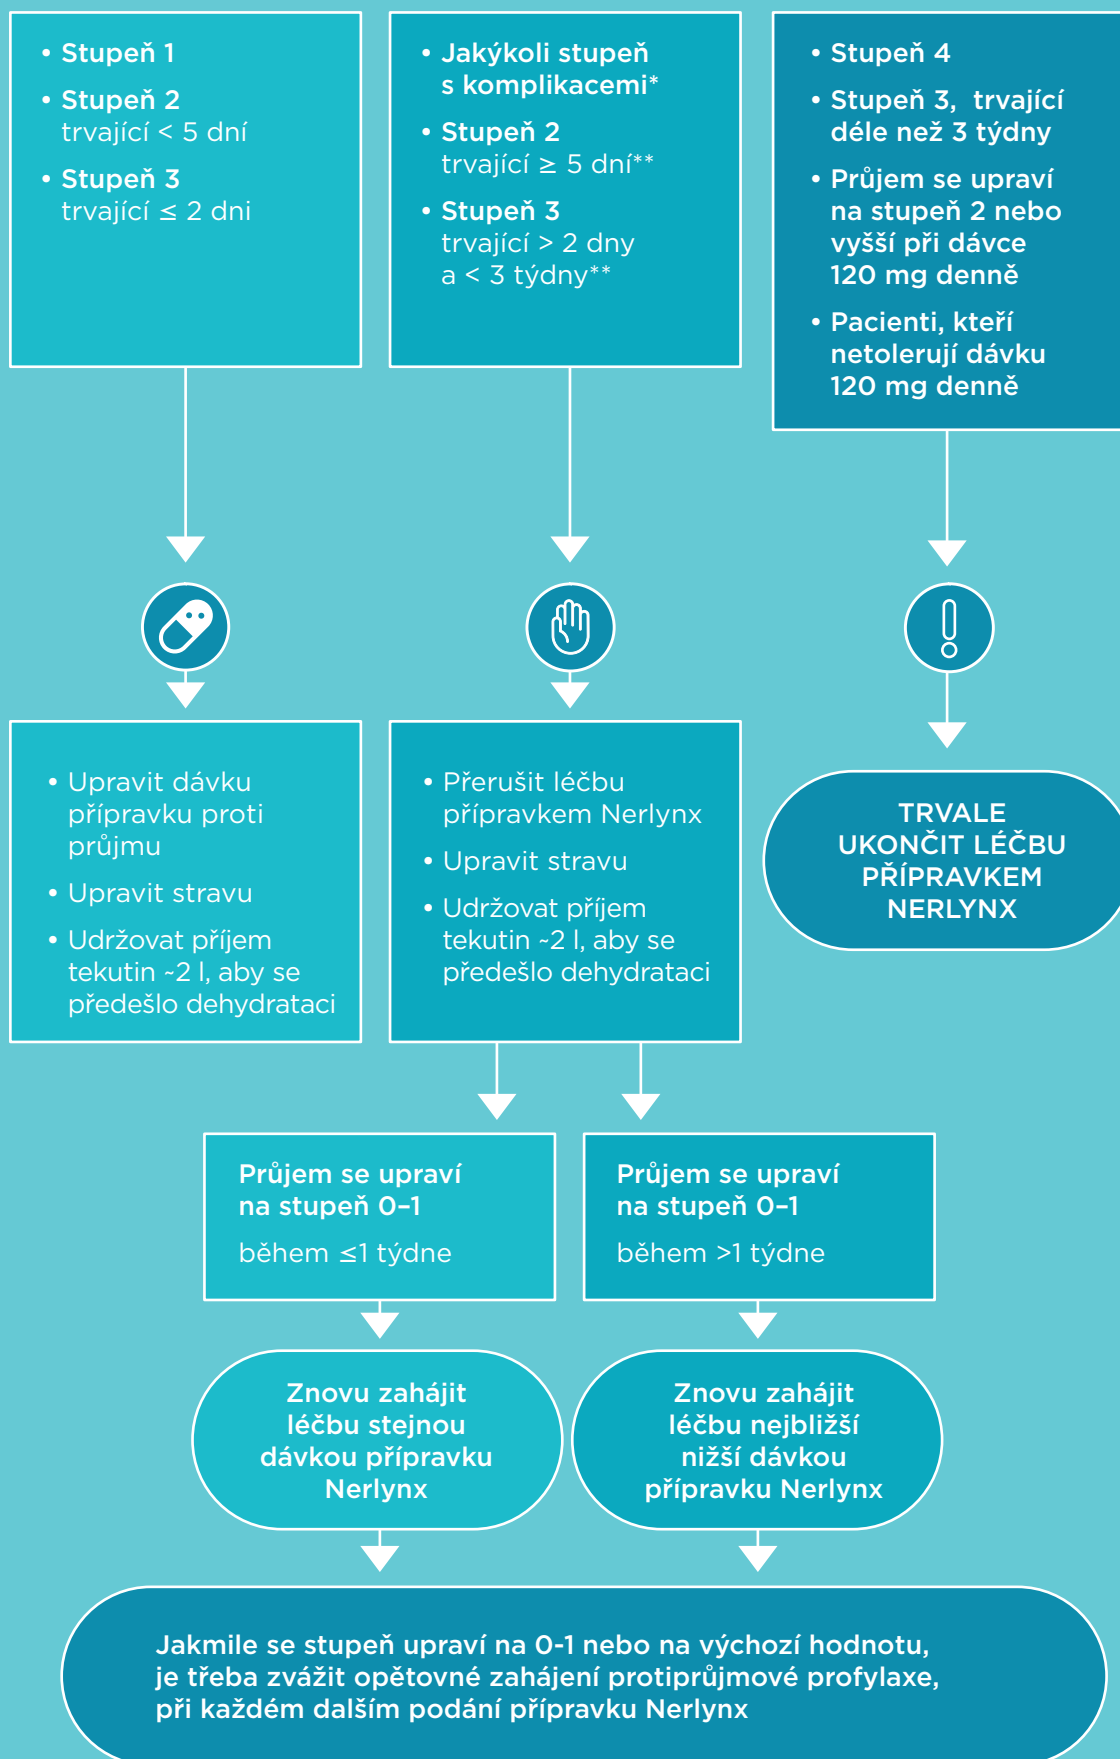 • Stupeň 1
• Stupeň 2
trvající < 5 dní
• Stupeň 3
trvající ≤ 2 dni
• Jakýkoli stupeň
s komplikacemi*
• Stupeň 2
trvající ≥ 5 dní**
• Stupeň 3
trvající > 2 dny
a < 3 týdny**
• Stupeň 4
• Stupeň 3, trvající
déle než 3 týdny
• Průjem se upraví
na stupeň 2 nebo
vyšší při dávce
120 mg denně
• Pacienti, kteří
netolerují dávku
120 mg denně
• Upravit dávku
přípravku proti
průjmu
• Upravit stravu
• Udržovat příjem
tekutin ~2 l, aby se
předešlo dehydrataci
• Přerušit léčbu
přípravkem Nerlynx
• Upravit stravu
• Udržovat příjem
tekutin ~2 l, aby se
předešlo dehydrataci
TRVALE
UKONČIT LÉČBU
PŘÍPRAVKEM
NERLYNX
Průjem se upraví
na stupeň 0–1
během ≤1 týdne
Průjem se upraví
na stupeň 0–1
během >1 týdne
Znovu zahájit
léčbu stejnou
dávkou přípravku
Nerlynx
Znovu zahájit
léčbu nejbližší
nižší dávkou
přípravku Nerlynx
Jakmile se stupeň upraví na 0-1 nebo na výchozí hodnotu,
je třeba zvážit opětovné zahájení protiprůjmové profylaxe,
při každém dalším podání přípravku Nerlynx